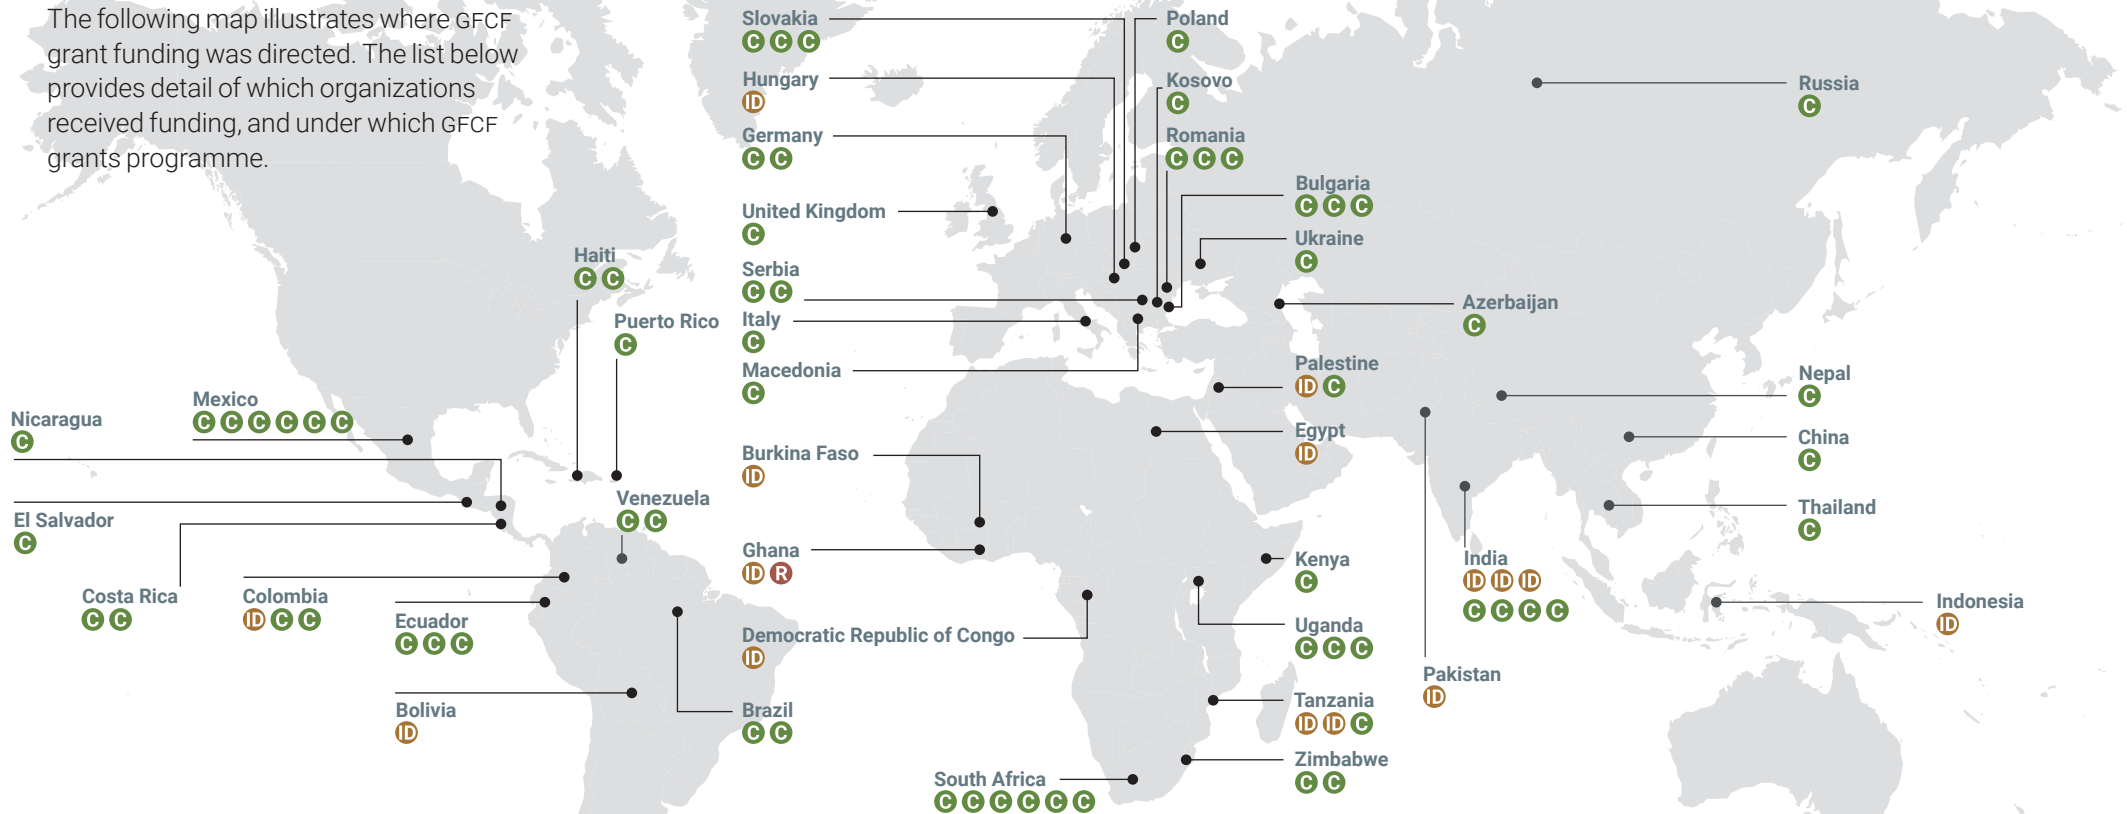 The following map illustrates where GFCF
grant funding was directed. The list below
provides detail of which organizations
received funding, and under which GFCF
grants programme.
Slovakia
C C C
Hungary
ID
Germany
C C
United Kingdom
C
Serbia
C C
Italy
C
Macedonia
C
Poland
C
Kosovo
C
Romania
C C C
Bulgaria
C C C
Ukraine
C
Russia
C
Azerbaijan
C
Haiti
C C
Puerto Rico
C
Mexico
C C C C C C
Nicaragua
C
El Salvador
C
Costa Rica
C C
Colombia
ID C C
Venezuela
C C
Ecuador
C C C
Bolivia
ID
Brazil
C C
Burkina Faso
ID
Ghana
ID R
Democratic Republic of Congo
ID
South Africa
C C C C C C
Palestine
ID C
Egypt
ID
Kenya
C
Uganda
C C C
Tanzania
ID ID C
Zimbabwe
C C
Nepal
C
China
C
Thailand
C
India
ID ID ID
C C C C
Pakistan
ID
Indonesia
ID